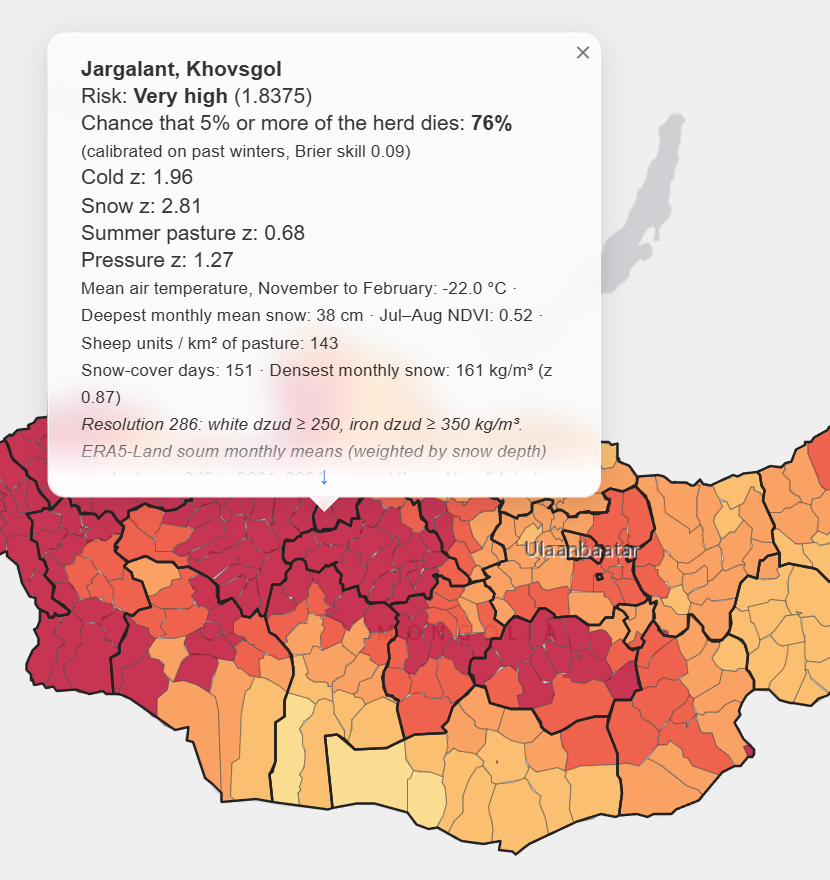 Jargalant, Khovsgol
Risk: Very high (1.8375)
Chance that 5% or more of the herd dies: 76%
(calibrated on past winters, Brier skill 0.09)
Cold z: 1.96
Snow z: 2.81
Summer pasture z: 0.68
Pressure z: 1.27
Mean air temperature, November to February: -22.0 °C ·
Deepest monthly mean snow: 38 cm · Jul–Aug NDVI: 0.52 ·
Sheep units / km² of pasture: 143
Snow-cover days: 151 · Densest monthly snow: 161 kg/m³ (z
0.87)
Resolution 286: white dzud ≥ 250, iron dzud ≥ 350 kg/m³.
ERA5-Land soum monthly means (weighted by snow depth)
Ulaanbaatar
MONGOLIA